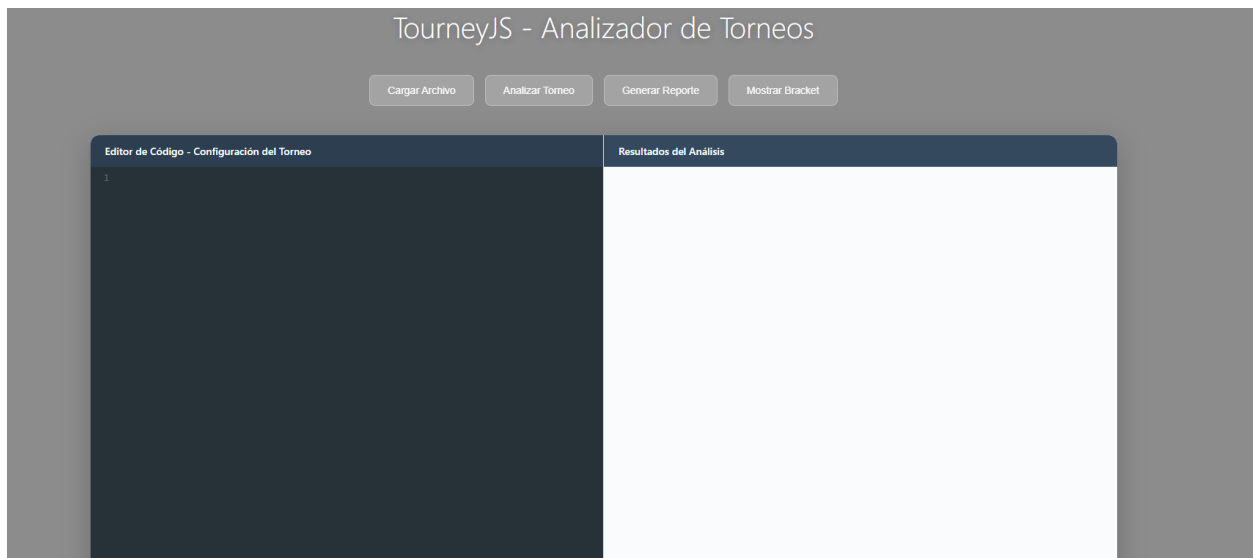 TourneyJS - Analizador de Torneos
Cargar Archivo
Analizar Torneo
Generar Reporte
Mostrar Bracket
Editor de Código - Configuración del Torneo
Resultados del Análisis
1